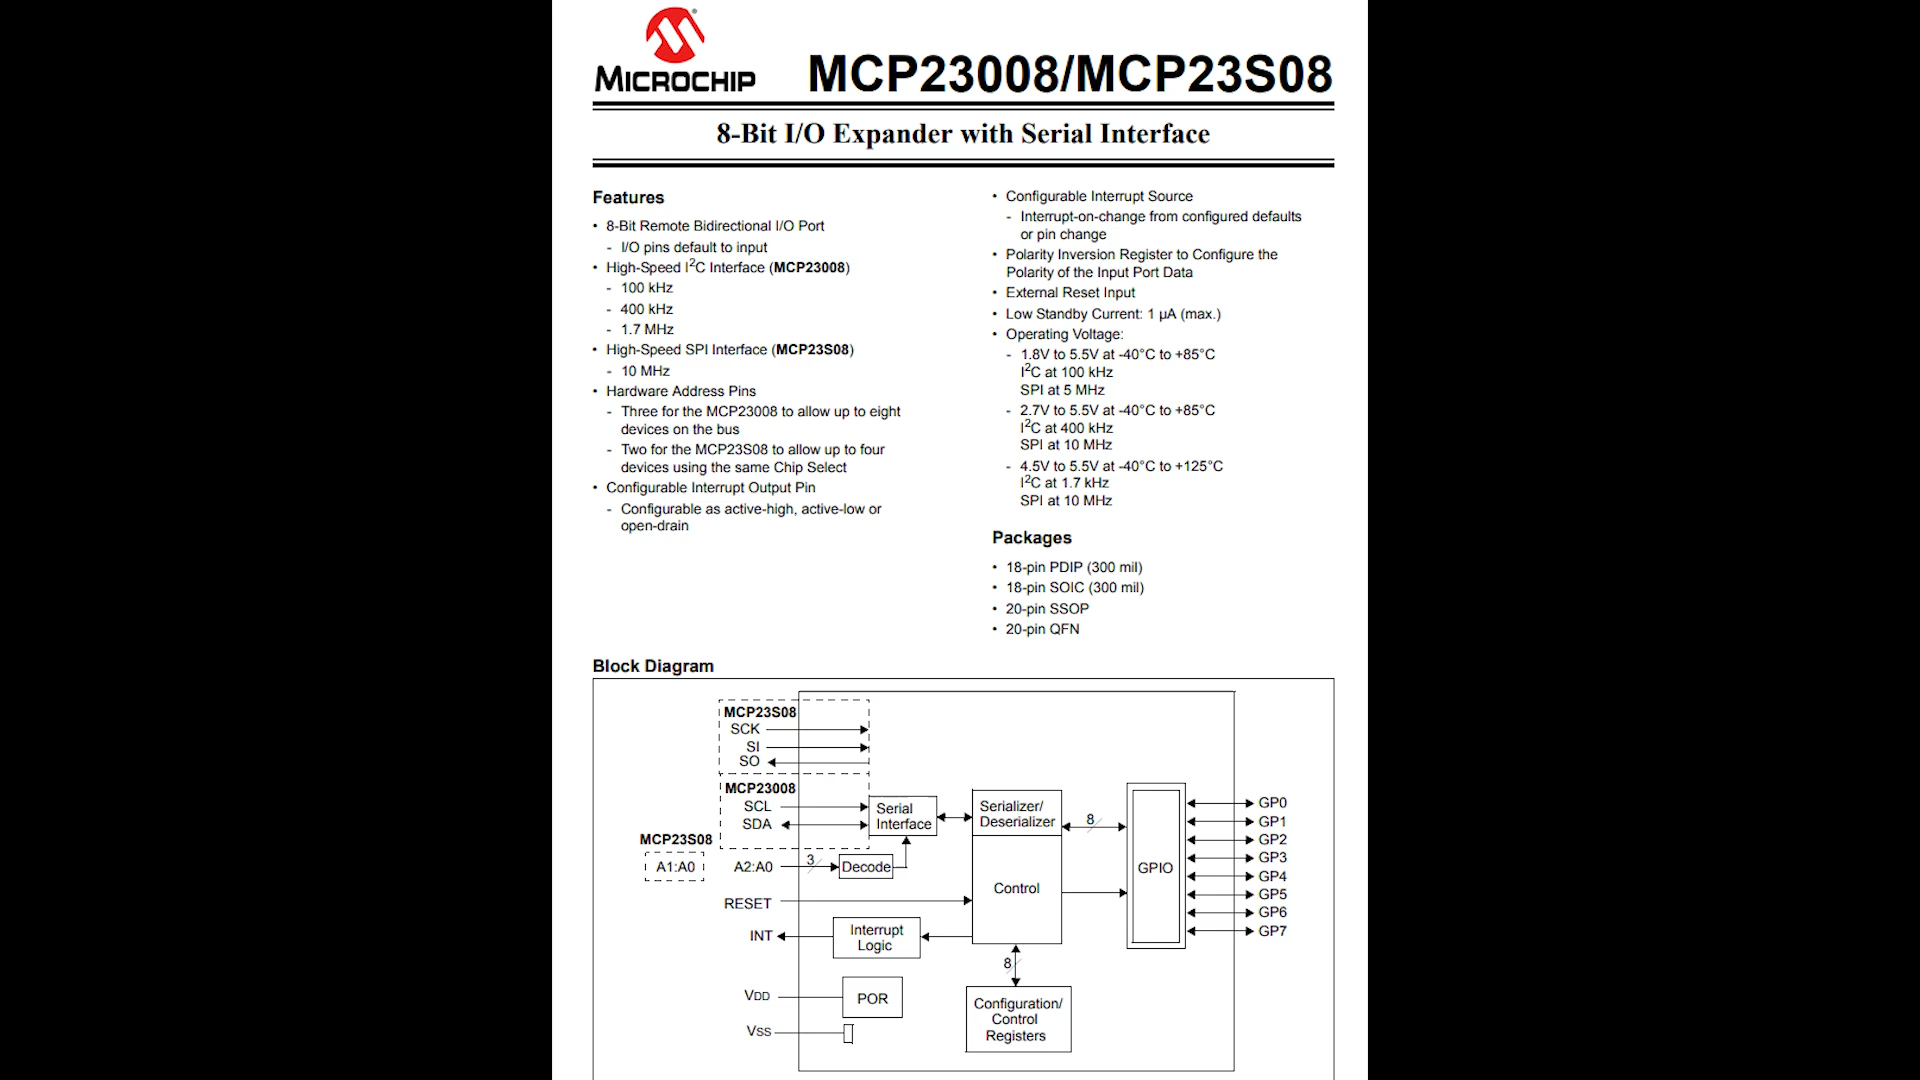 MICROCHIP
MCP23008/MCP23S08
8-Bit I/O Expander with Serial Interface
Features
• 8-Bit Remote Bidirectional I/O Port
- I/O pins default to input
• High-Speed I2C Interface (MCP23008)
- 100 kHz
- 400 kHz
- 1.7 MHz
• High-Speed SPI Interface (MCP23S08)
- 10 MHz
• Hardware Address Pins
- Three for the MCP23008 to allow up to eight
devices on the bus
- Two for the MCP23S08 to allow up to four
devices using the same Chip Select
• Configurable Interrupt Output Pin
- Configurable as active-high, active-low or
open-drain
• Configurable Interrupt Source
- Interrupt-on-change from configured defaults
or pin change
• Polarity Inversion Register to Configure the
Polarity of the Input Port Data
• External Reset Input
• Low Standby Current: 1 µA (max.)
• Operating Voltage:
- 1.8V to 5.5V at -40°C to +85°C
I2C at 100 kHz
SPI at 5 MHz
- 2.7V to 5.5V at -40°C to +85°C
I2C at 400 kHz
SPI at 10 MHz
- 4.5V to 5.5V at -40°C to +125°C
I2C at 1.7 kHz
SPI at 10 MHz
Packages
• 18-pin PDIP (300 mil)
• 18-pin SOIC (300 mil)
• 20-pin SSOP
• 20-pin QFN
Block Diagram
MCP23S08
SCK
SI
SO
MCP23008
SCL
SDA
MCP23S08
A1:A0
A2:A0
3
Decode
RESET
INT
VDD
VSS
Serial
Interface
Interrupt
Logic
POR
Serializer/
Deserializer
Control
8
8
Configuration/
Control
Registers
GPIO
GP0
GP1
GP2
GP3
GP4
GP5
GP6
GP7